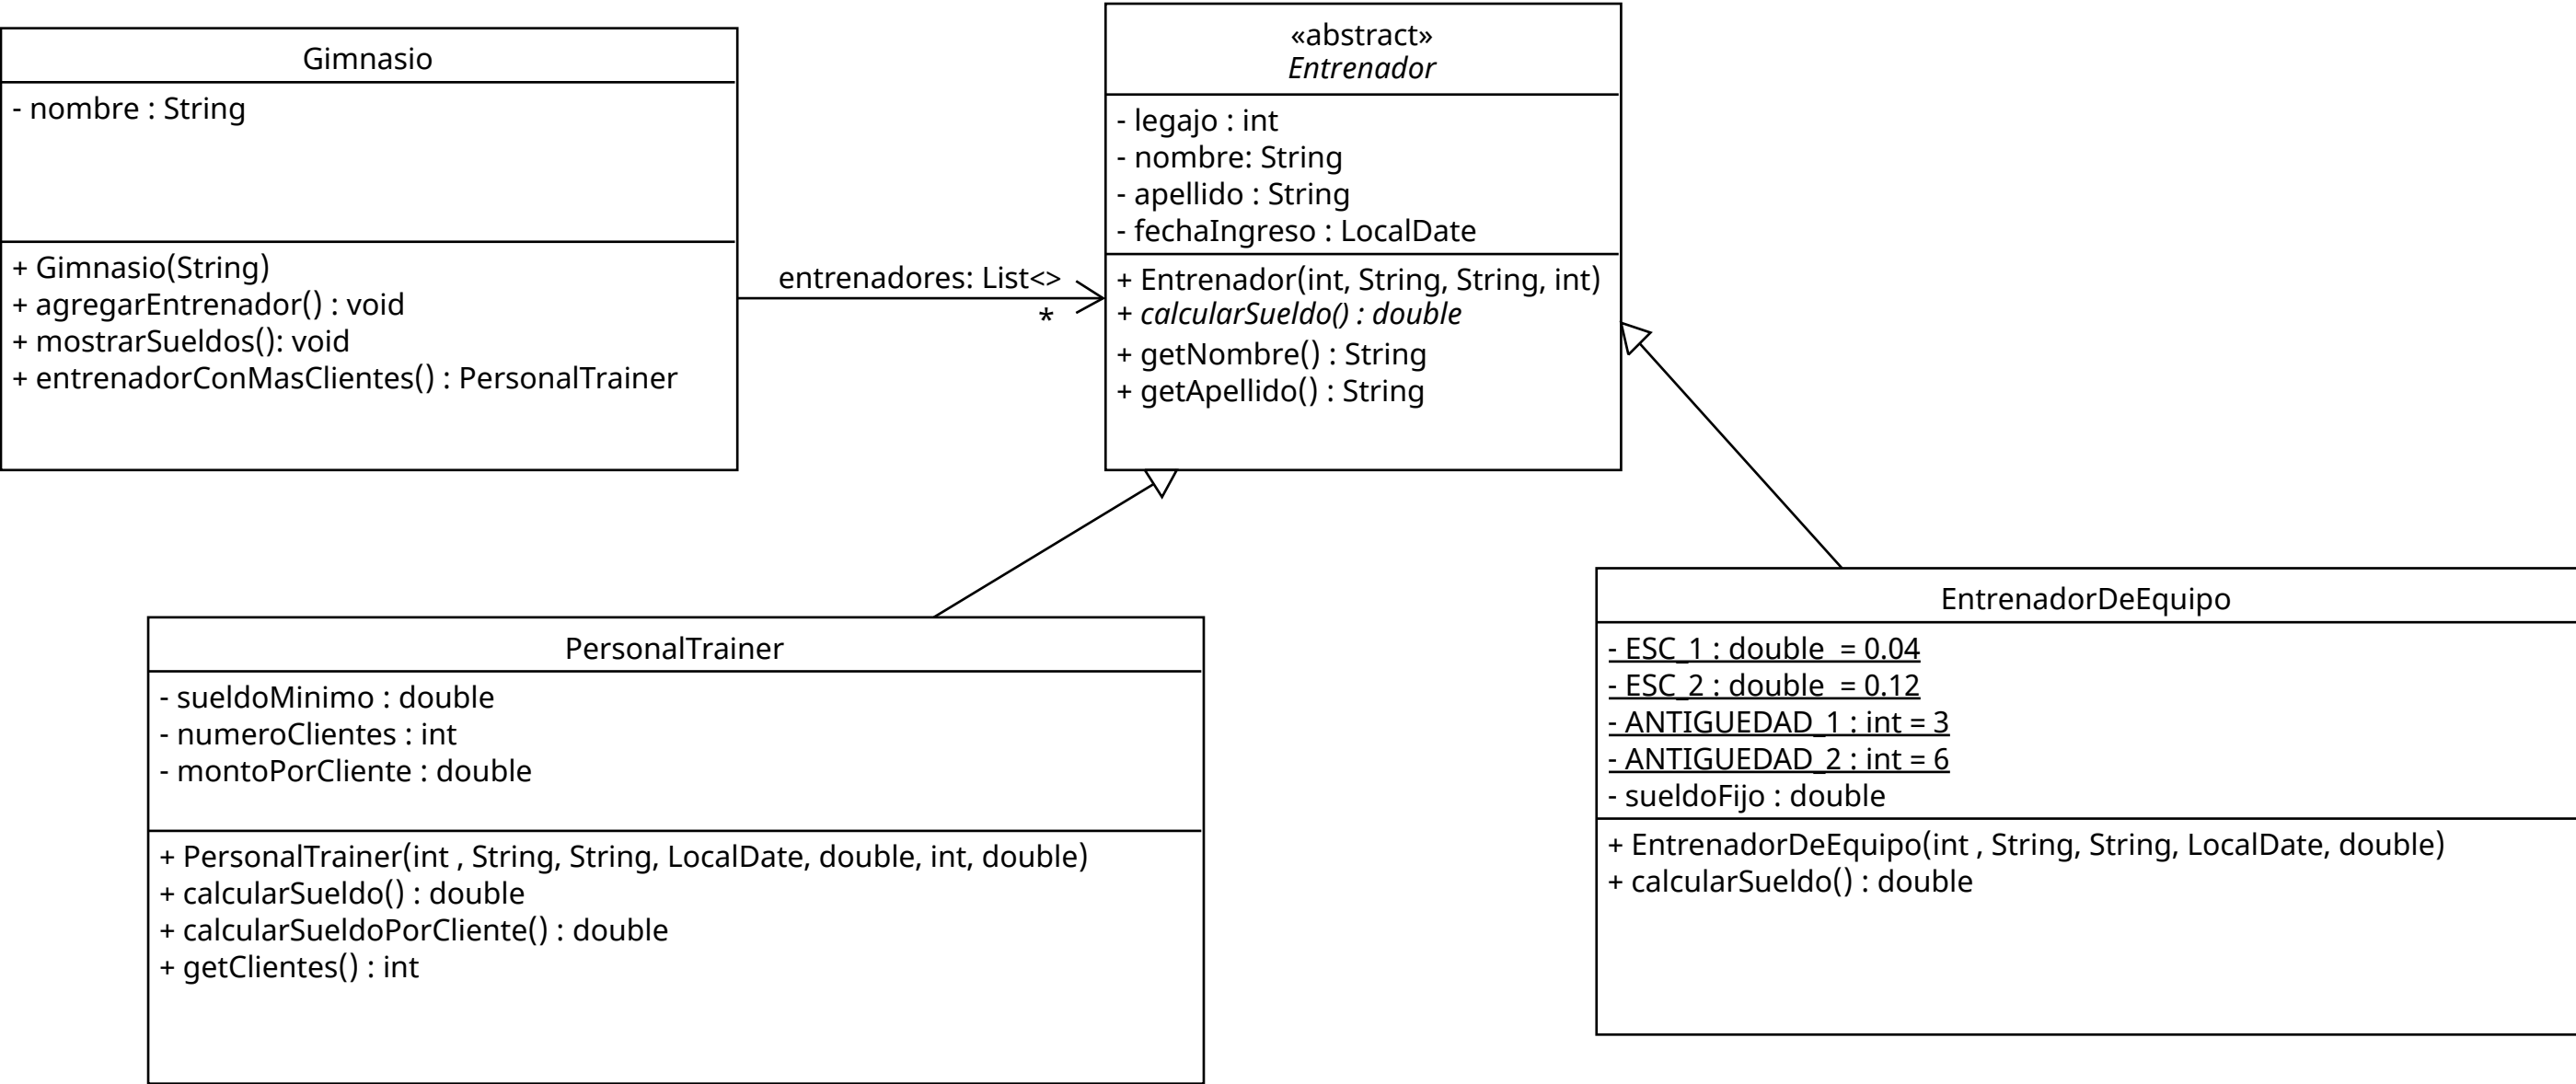 Gimnasio
- nombre : String
+ Gimnasio(String)
+ agregarEntrenador() : void
+ mostrarSueldos(): void
+ entrenadorConMasClientes() : PersonalTrainer
entrenadores: List<>
*
«abstract»
Entrenador
- legajo : int
- nombre: String
- apellido : String
- fechaIngreso : LocalDate
+ Entrenador(int, String, String, int)
+ calcularSueldo() : double
+ getNombre() : String
+ getApellido() : String
PersonalTrainer
- sueldoMinimo : double
- numeroClientes : int
- montoPorCliente : double
+ PersonalTrainer(int , String, String, LocalDate, double, int, double)
+ calcularSueldo() : double
+ calcularSueldoPorCliente() : double
+ getClientes() : int
EntrenadorDeEquipo
- ESC_1 : double  = 0.04
- ESC_2 : double  = 0.12
- ANTIGUEDAD_1 : int = 3
- ANTIGUEDAD_2 : int = 6
- sueldoFijo : double
+ EntrenadorDeEquipo(int , String, String, LocalDate, double)
+ calcularSueldo() : double